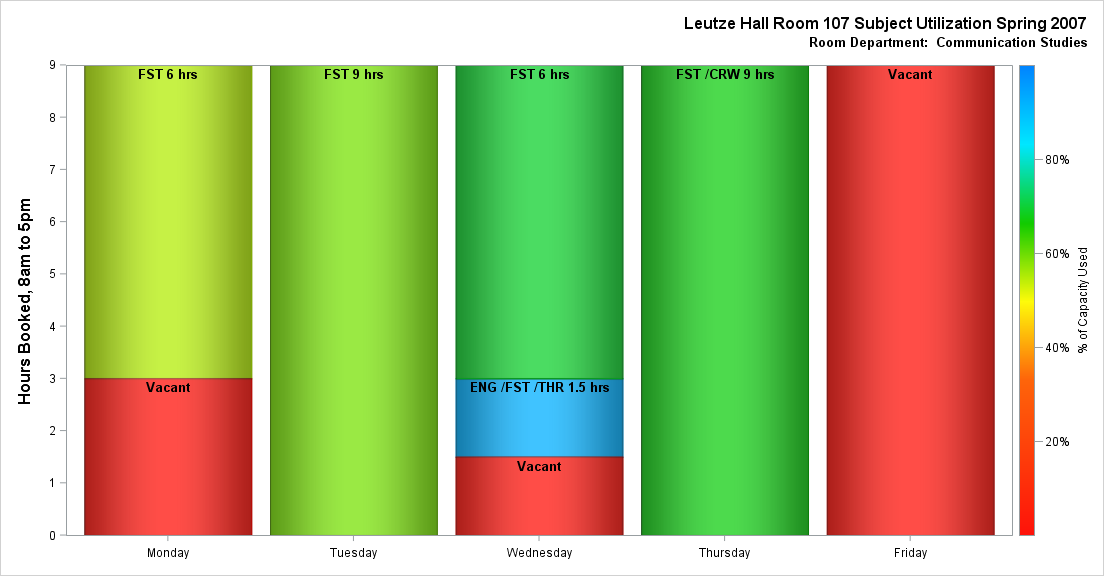 Leutze Hall Room 107 Subject Utilization Spring 2007
Room Department:  Communication Studies
Hours Booked, 8am to 5pm
9
8
7
6
5
4
3
2
1
0
FST 6 hrs
Vacant
FST 9 hrs
FST 6 hrs
ENG /FST /THR 1.5 hrs
Vacant
FST /CRW 9 hrs
Vacant
Monday
Tuesday
Wednesday
Thursday
Friday
80%
60%
40%
20%
% of Capacity Used